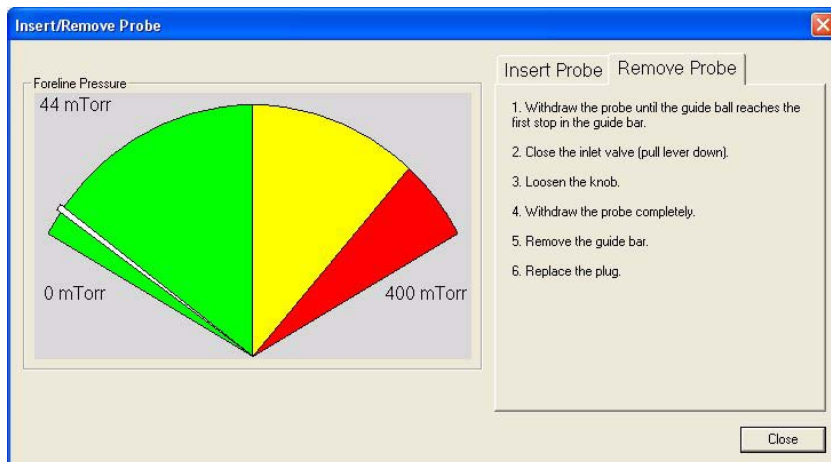 Insert/Remove Probe
Foreline Pressure
44 mTorr
0 mTorr
400 mTorr
Insert Probe
Remove Probe
1. Withdraw the probe until the guide ball reaches the
first stop in the guide bar.
2. Close the inlet valve (pull lever down).
3. Loosen the knob.
4. Withdraw the probe completely.
5. Remove the guide bar.
6. Replace the plug.
Close